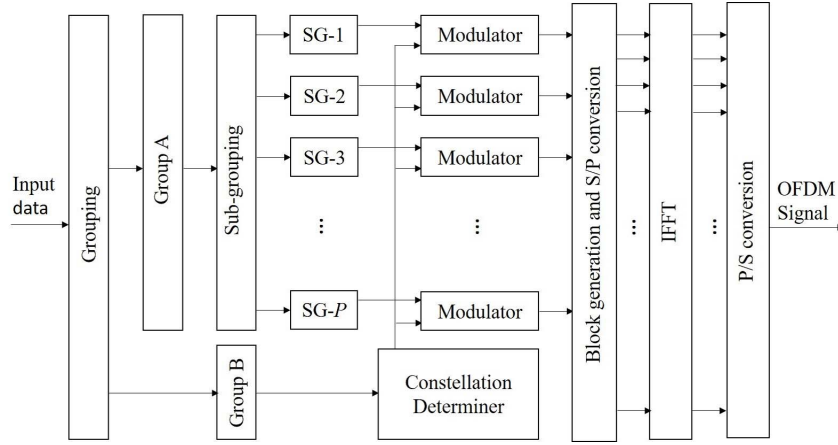 Input
data
Grouping
Group A
Sub-grouping
SG-1
Modulator
SG-2
Modulator
SG-3
Modulator
...
...
SG-P
Modulator
Group B
Constellation
Determiner
Block generation and S/P conversion
...
IFFT
...
P/S conversion
OFDM
Signal